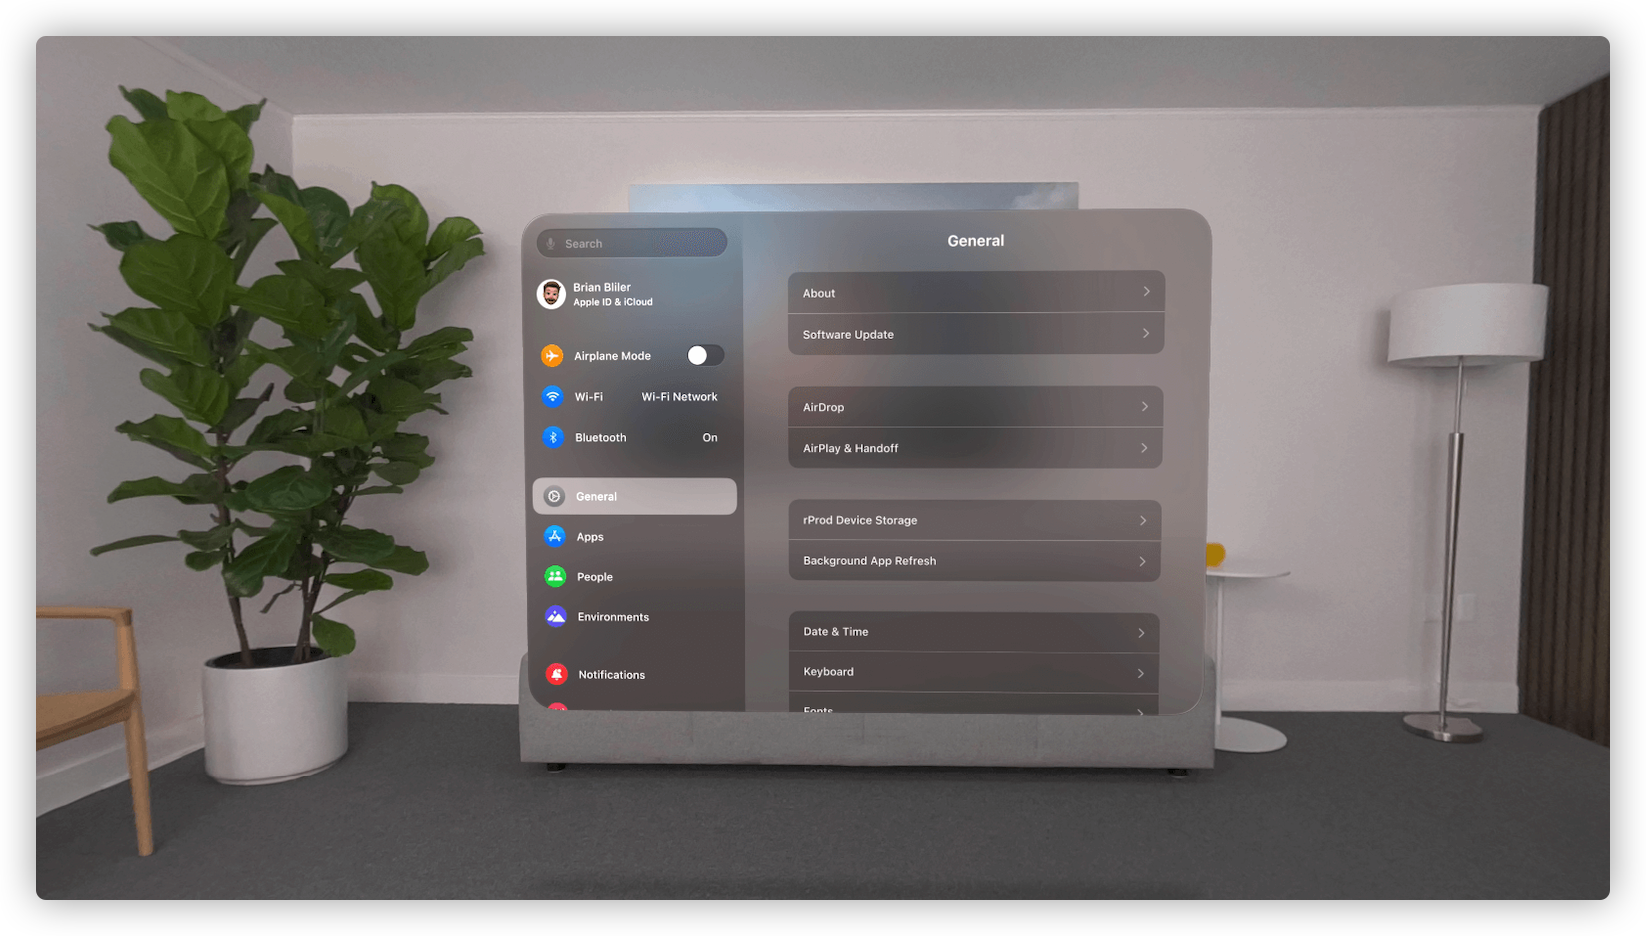 Search
Brian Bliler
Apple ID & iCloud
Airplane Mode
Wi-Fi Wi-Fi Network
Bluetooth On
General
Apps
People
Environments
Notifications
General
About
Software Update
AirDrop
AirPlay & Handoff
rProd Device Storage
Background App Refresh
Date & Time
Keyboard
Fonts